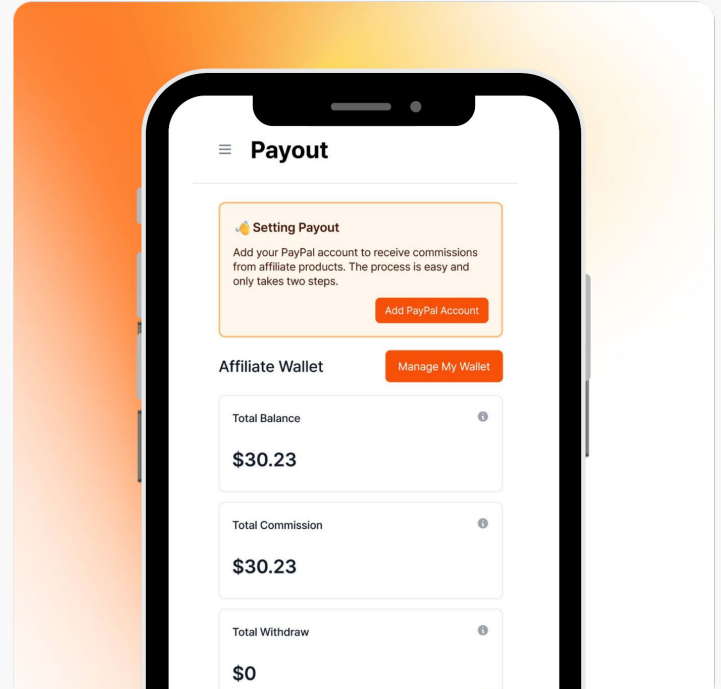 Payout
Setting Payout
Add your PayPal account to receive commissions
from affiliate products. The process is easy and
only takes two steps.
Add PayPal Account
Affiliate Wallet
Manage My Wallet
Total Balance
$30.23
Total Commission
$30.23
Total Withdraw
$0